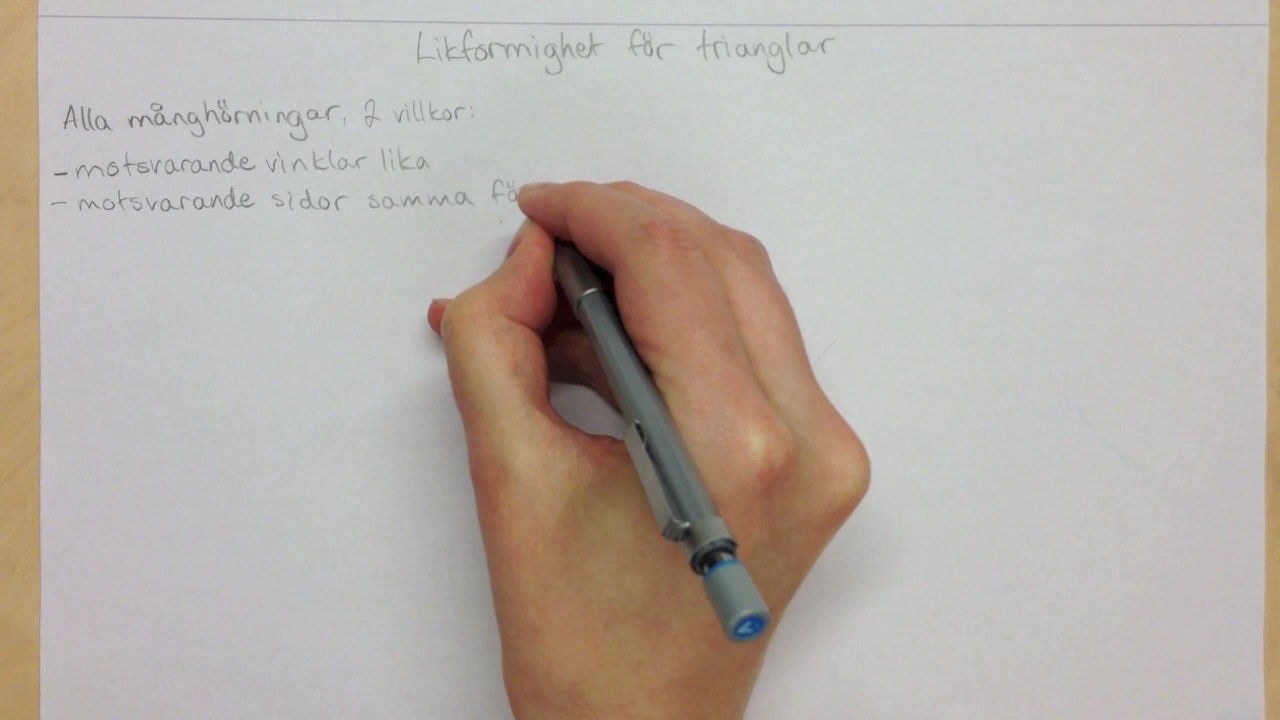 Likformighet för trianglar
Alla månghörningar, 2 villkor:
- motsvarande vinklar lika
- motsvarande sidor samma fö